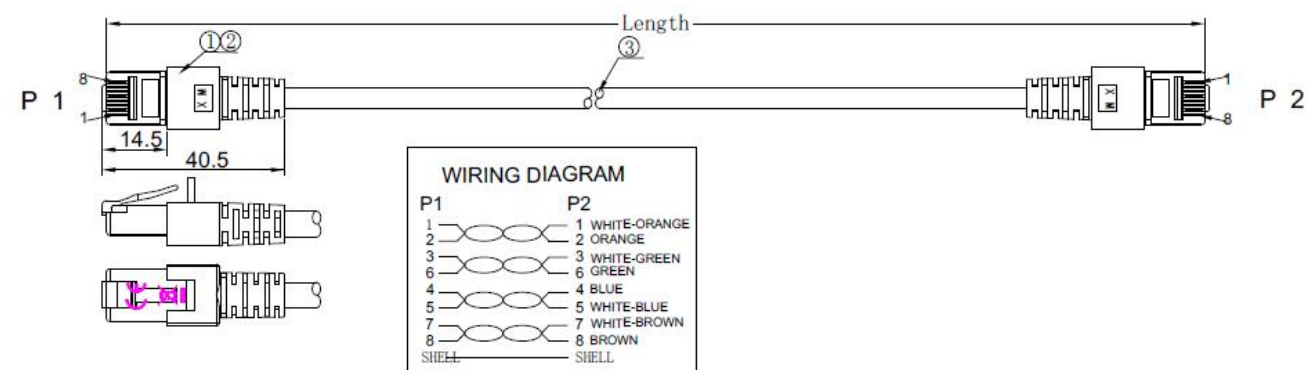 Length
①②
③
8
1
P 1
P 2
1
8
X M
X M
14.5
40.5
WIRING DIAGRAM
P1 P2
1 1 WHITE-ORANGE
2 2 ORANGE
3 3 WHITE-GREEN
6 6 GREEN
4 4 BLUE
5 5 WHITE-BLUE
7 7 WHITE-BROWN
8 8 BROWN
SHELL SHELL
CE